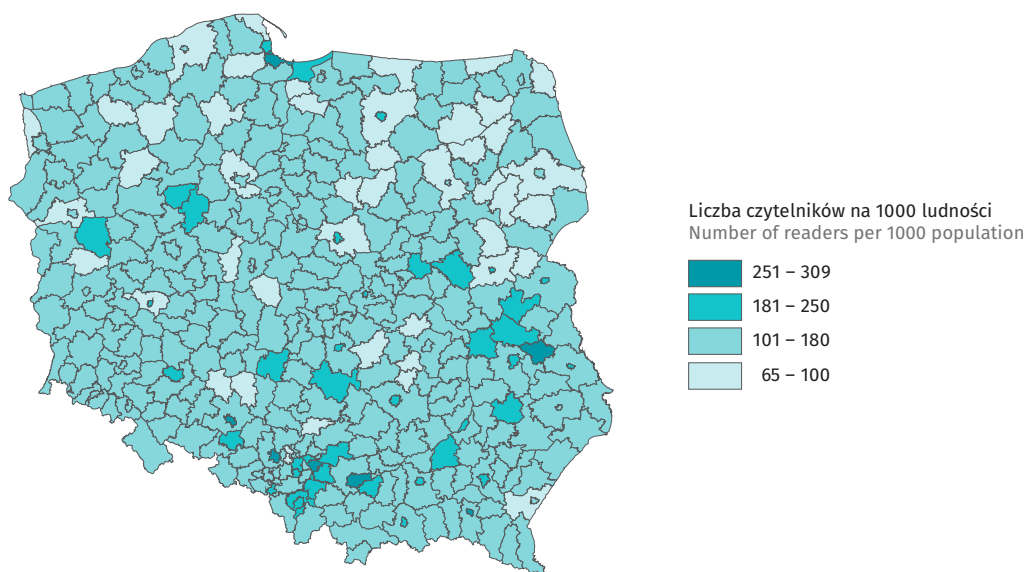 Liczba czytelników na 1000 ludności
Number of readers per 1000 population
251 – 309
181 – 250
101 – 180
65 – 100